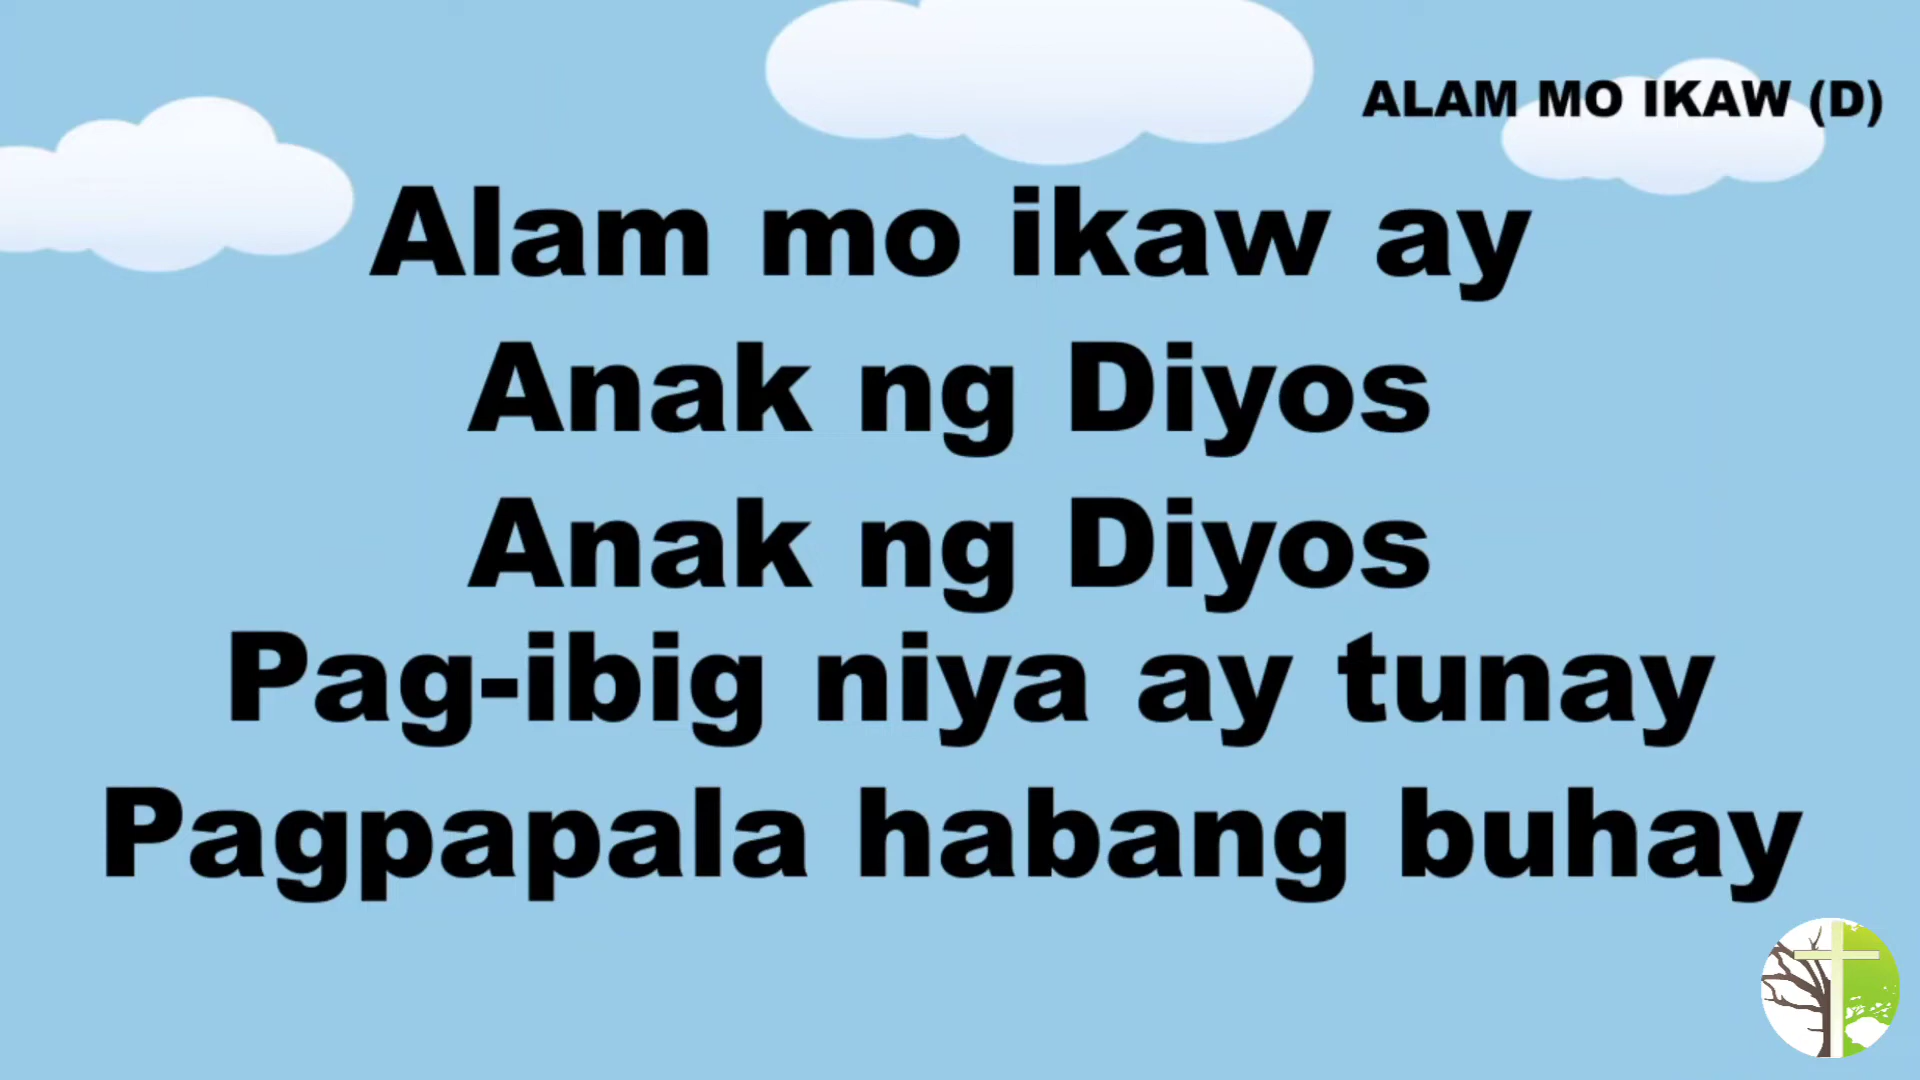 ALAM MO IKAW (D)
Alam mo ikaw ay
Anak ng Diyos
Anak ng Diyos
Pag-ibig niya ay tunay
Pagpapala habang buhay